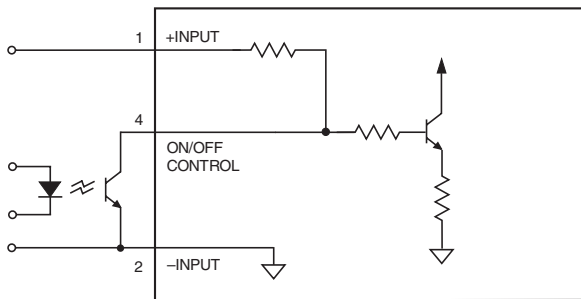 1 +INPUT
4
ON/OFF
CONTROL
2 –INPUT